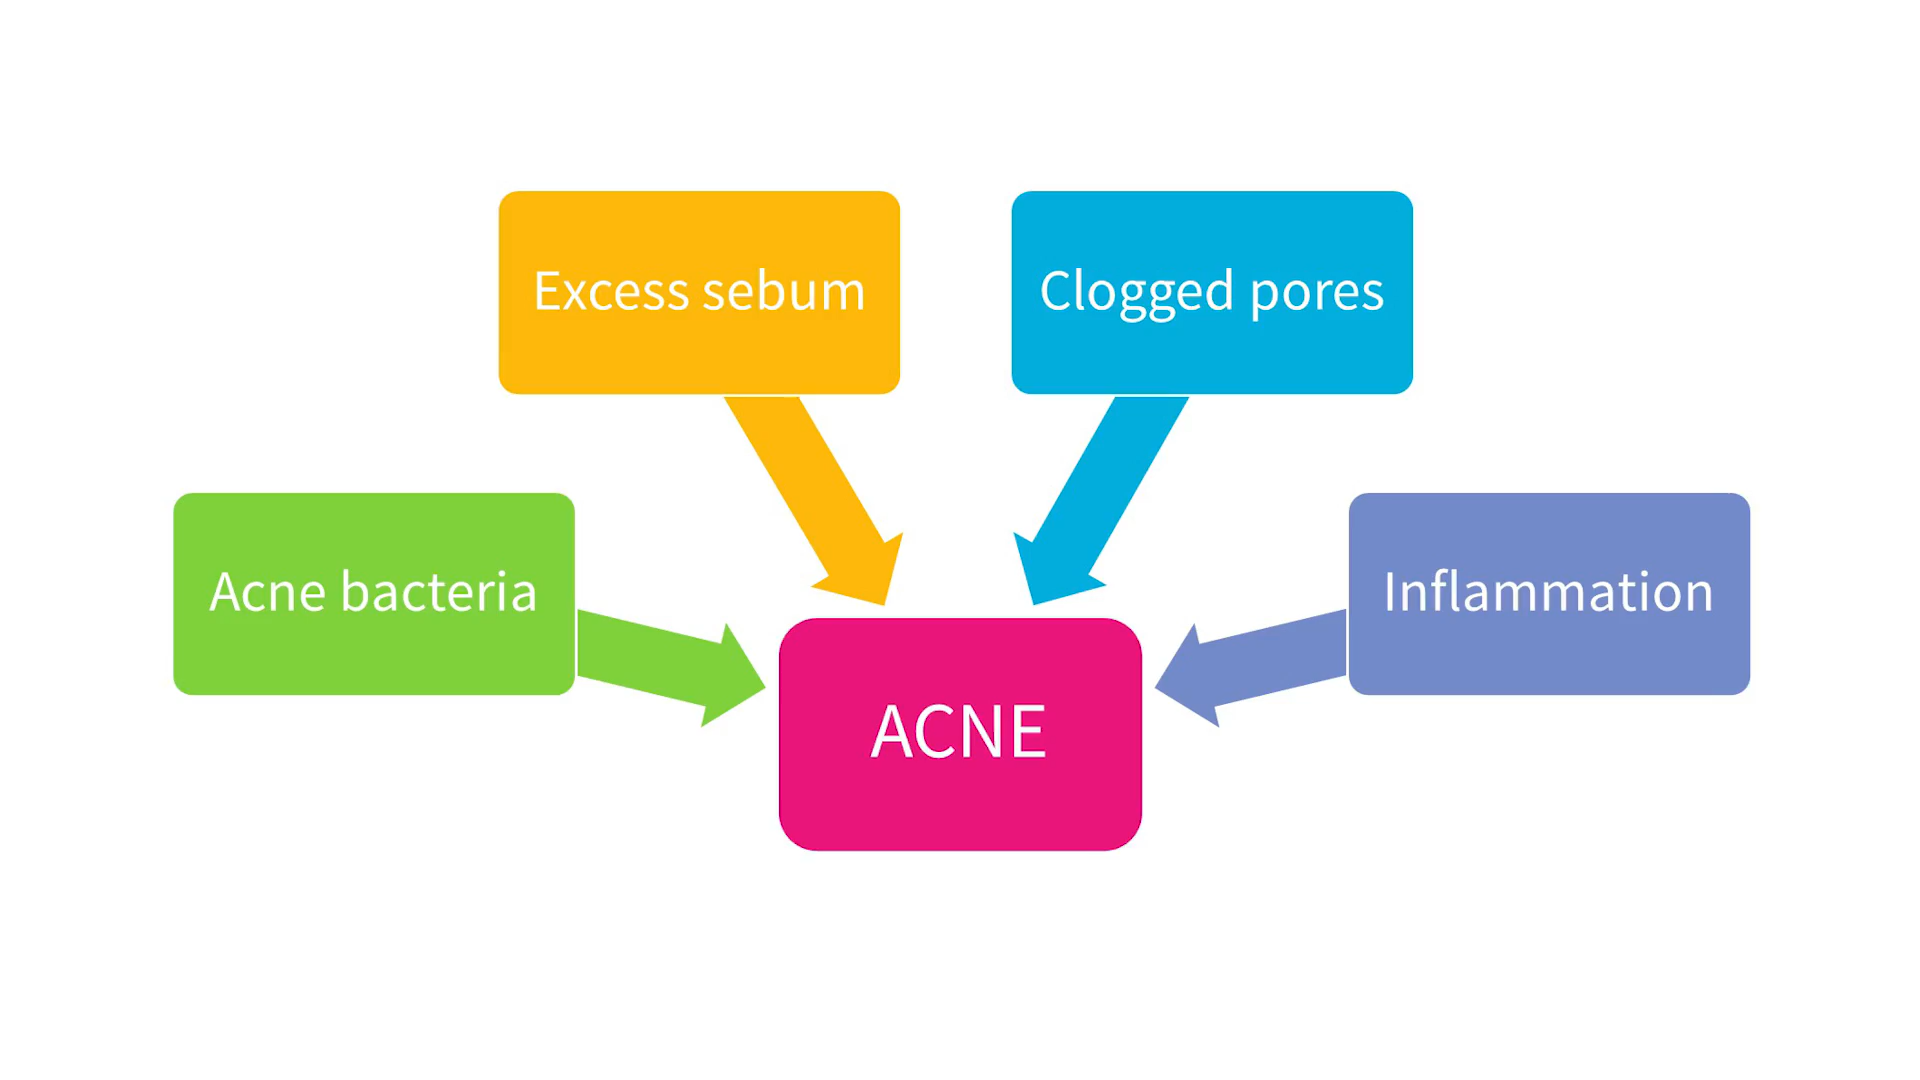 Excess sebum
Clogged pores
Acne bacteria
Inflammation
ACNE